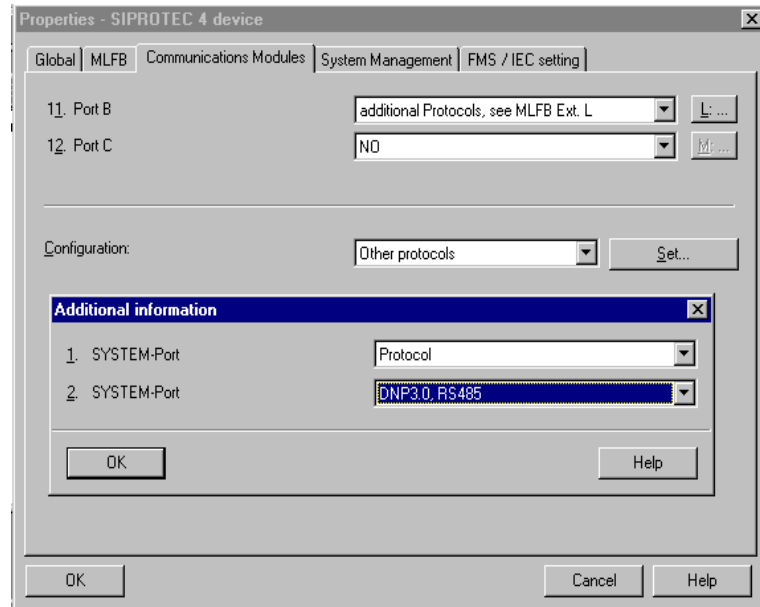 Properties - SIPROTEC 4 device
Global MLFB Communications Modules System Management FMS / IEC setting
11. Port B additional Protocols, see MLFB Ext. L L: ...
12. Port C NO M: ...
Configuration: Other protocols Set...
Additional information
1. SYSTEM-Port Protocol
2. SYSTEM-Port DNP3.0, RS485
OK Help
OK Cancel Help